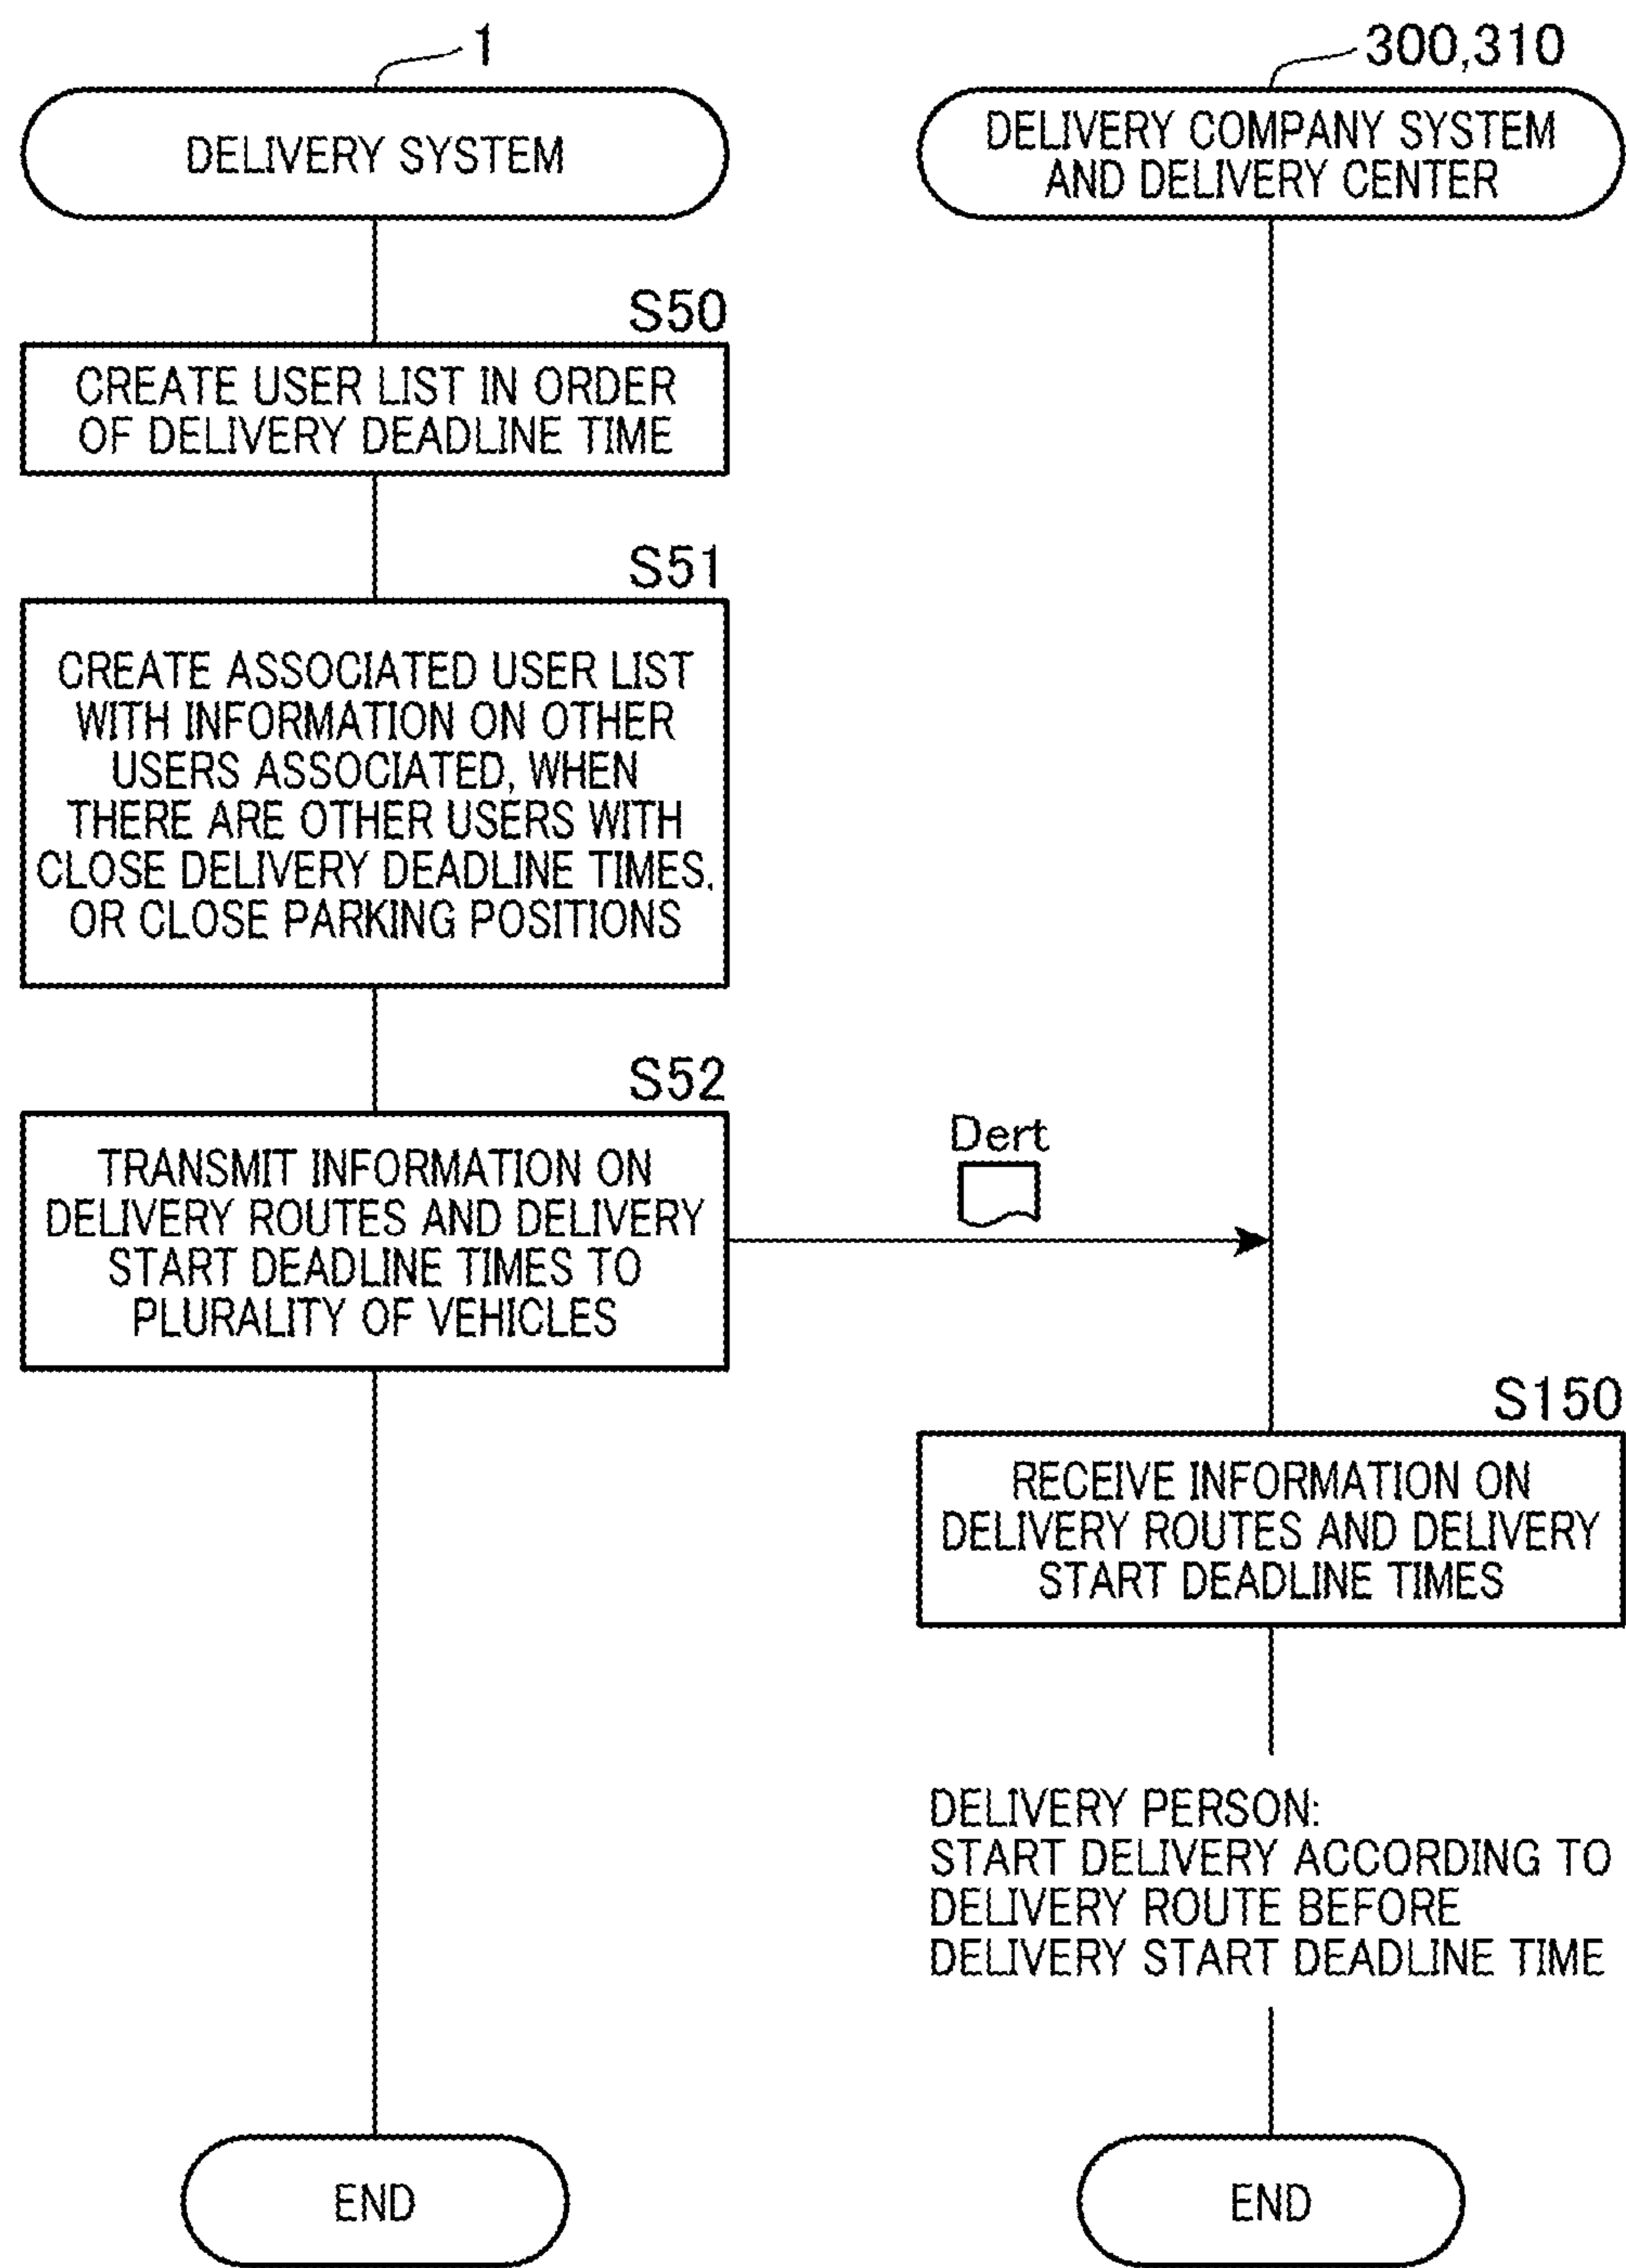 1
DELIVERY SYSTEM
300,310
DELIVERY COMPANY SYSTEM
AND DELIVERY CENTER
S50
CREATE USER LIST IN ORDER
OF DELIVERY DEADLINE TIME
S51
CREATE ASSOCIATED USER LIST
WITH INFORMATION ON OTHER
USERS ASSOCIATED, WHEN
THERE ARE OTHER USERS WITH
CLOSE DELIVERY DEADLINE TIMES,
OR CLOSE PARKING POSITIONS
S52
TRANSMIT INFORMATION ON
DELIVERY ROUTES AND DELIVERY
START DEADLINE TIMES TO
PLURALITY OF VEHICLES
Dert
S150
RECEIVE INFORMATION ON
DELIVERY ROUTES AND DELIVERY
START DEADLINE TIMES
DELIVERY PERSON:
START DELIVERY ACCORDING TO
DELIVERY ROUTE BEFORE
DELIVERY START DEADLINE TIME
END
END